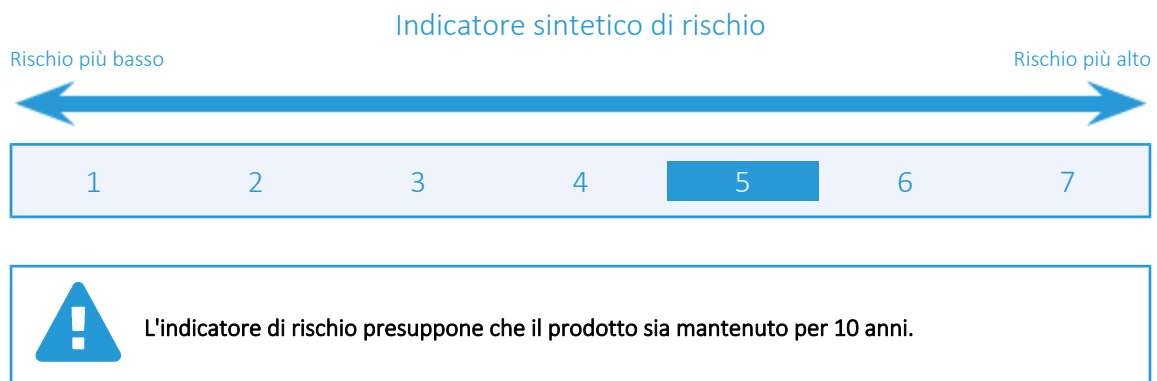 Indicatore sintetico di rischio
Rischio più basso Rischio più alto
1 2 3 4 5 6 7
L'indicatore di rischio presuppone che il prodotto sia mantenuto per 10 anni.